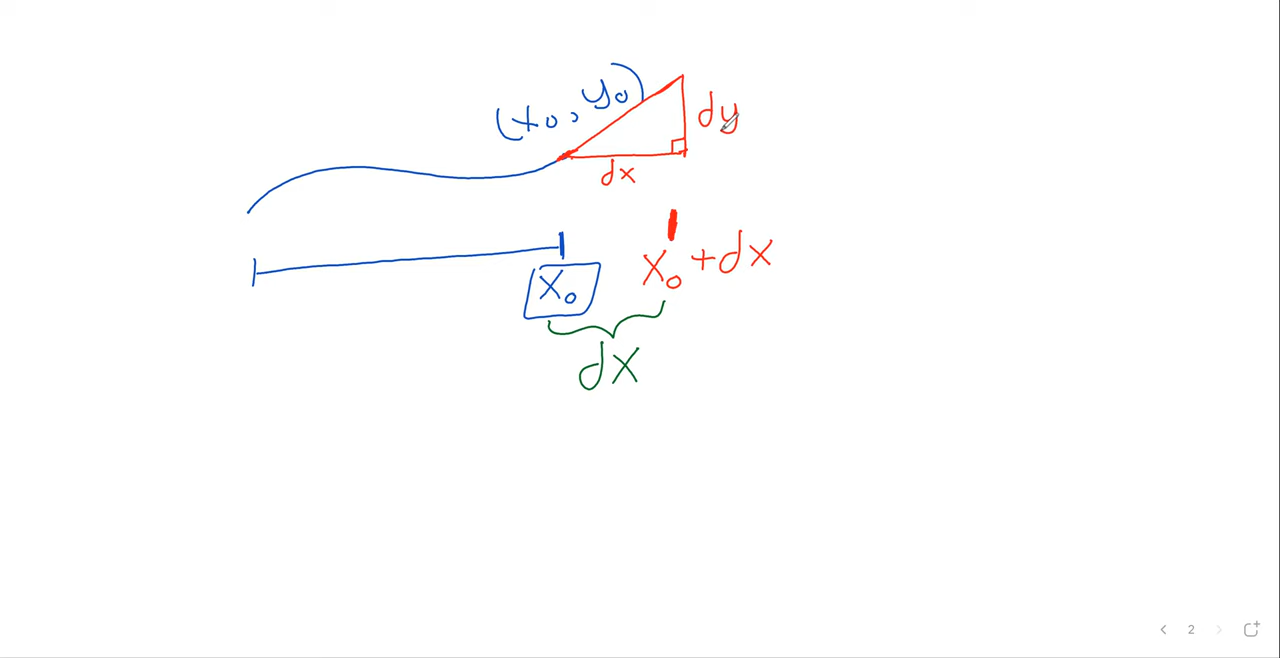 (x₀, y₀)
dy
dx
x₀
x₀ + dx
dx
2